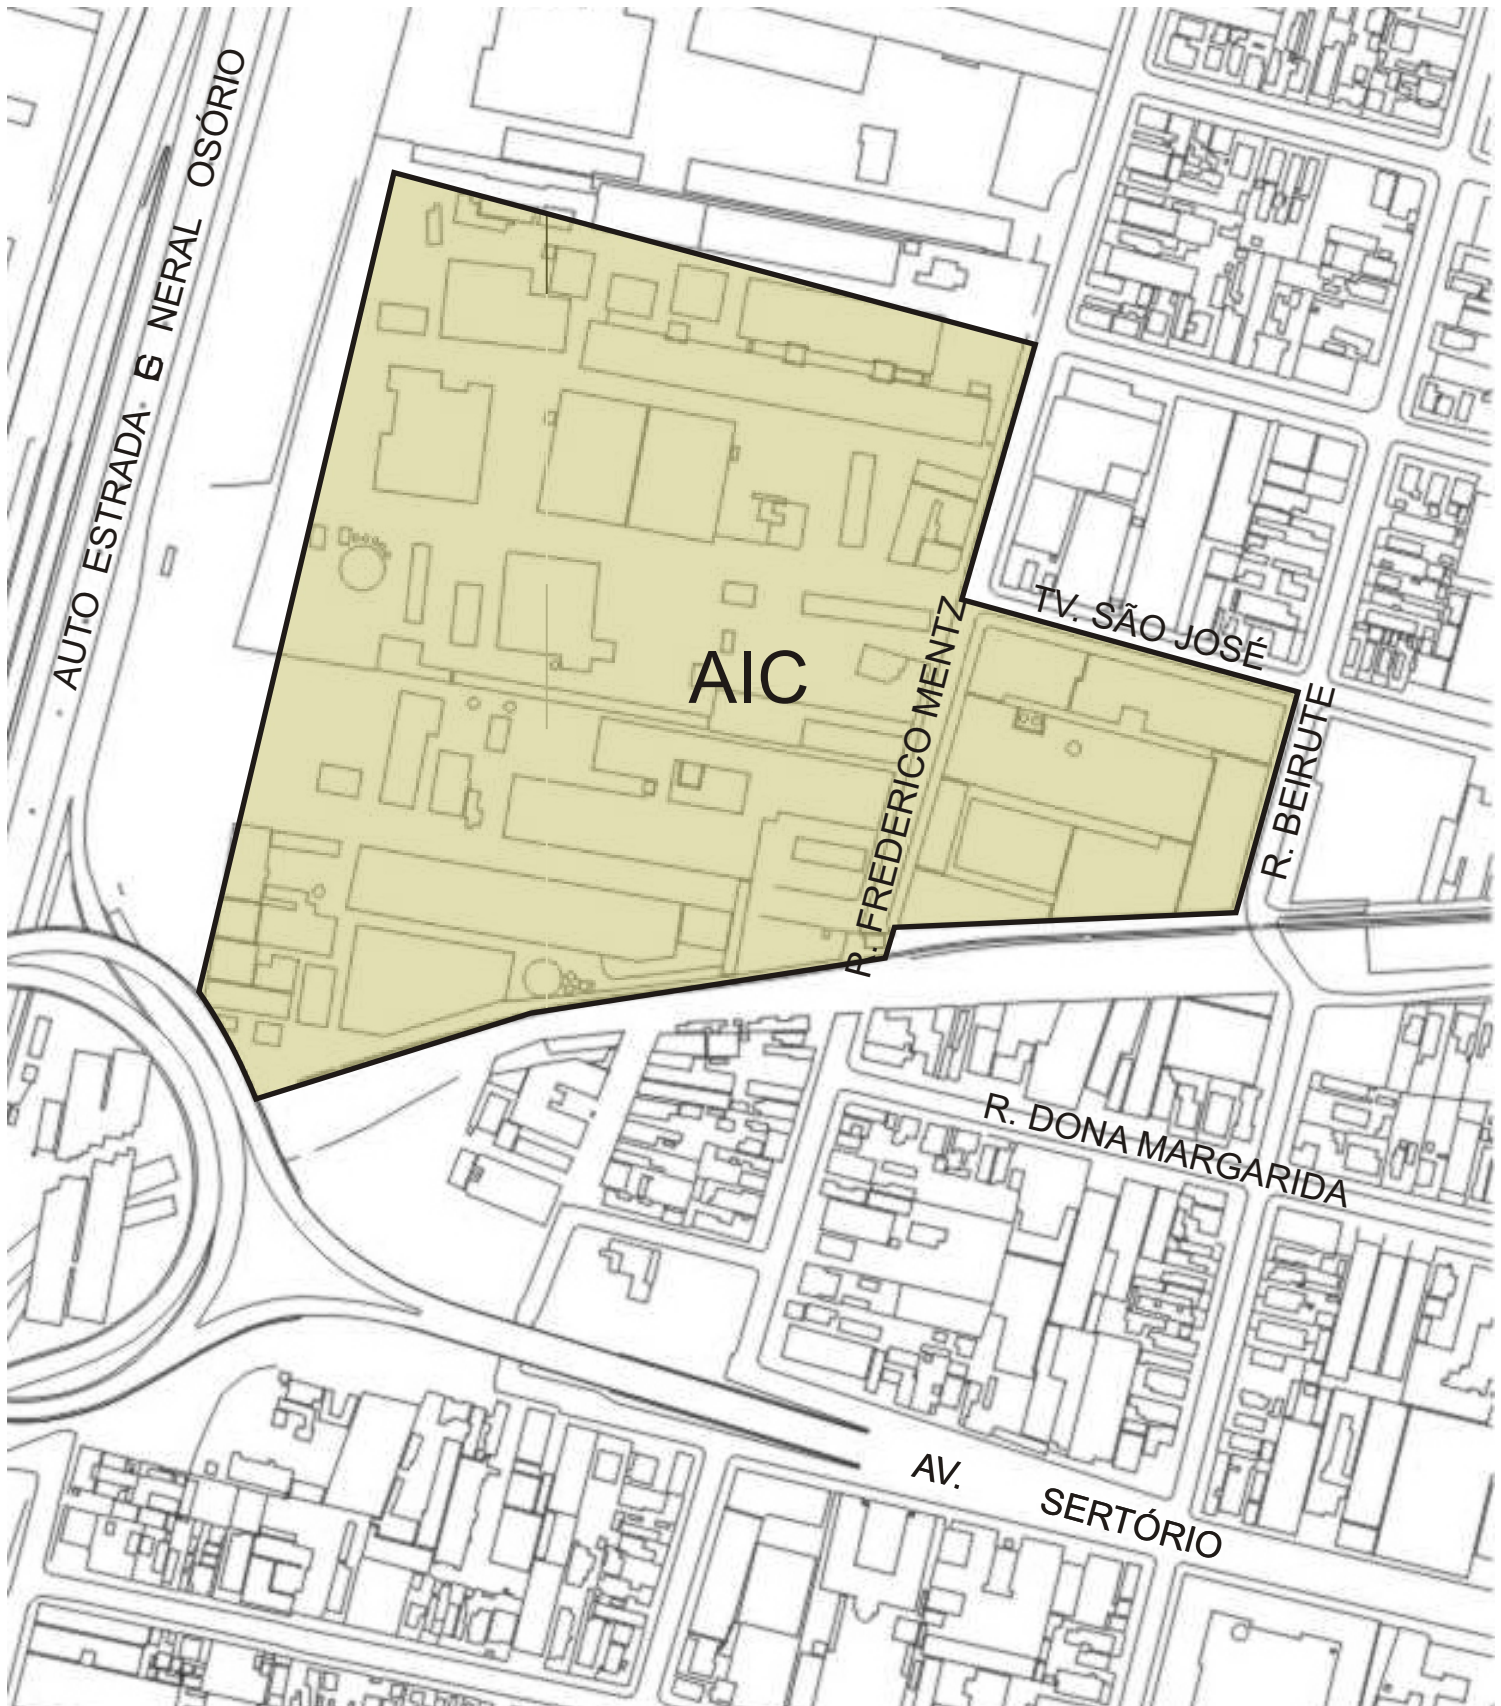 AUTO ESTRADA G NERAL OSÓRIO
TV. SÃO JOSÉ
AIC
R. FREDERICO MENTZ
R. BEIRUTE
R. DONA MARGARIDA
AV. SERTÓRIO